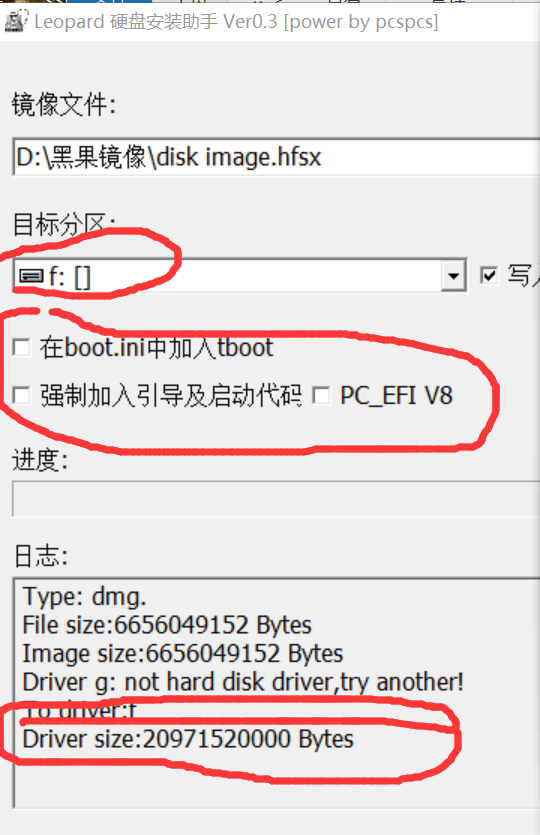 Leopard 硬盘安装助手 Ver0.3 [power by pcspcs]
镜像文件:
D:\黑果镜像\disk image.hfsx
目标分区:
f: []
写入
在boot.ini中加入tboot
强制加入引导及启动代码 PC_EFI V8
进度:
日志:
Type: dmg.
File size:6656049152 Bytes
Image size:6656049152 Bytes
Driver g: not hard disk driver,try another!
To driver:f
Driver size:20971520000 Bytes